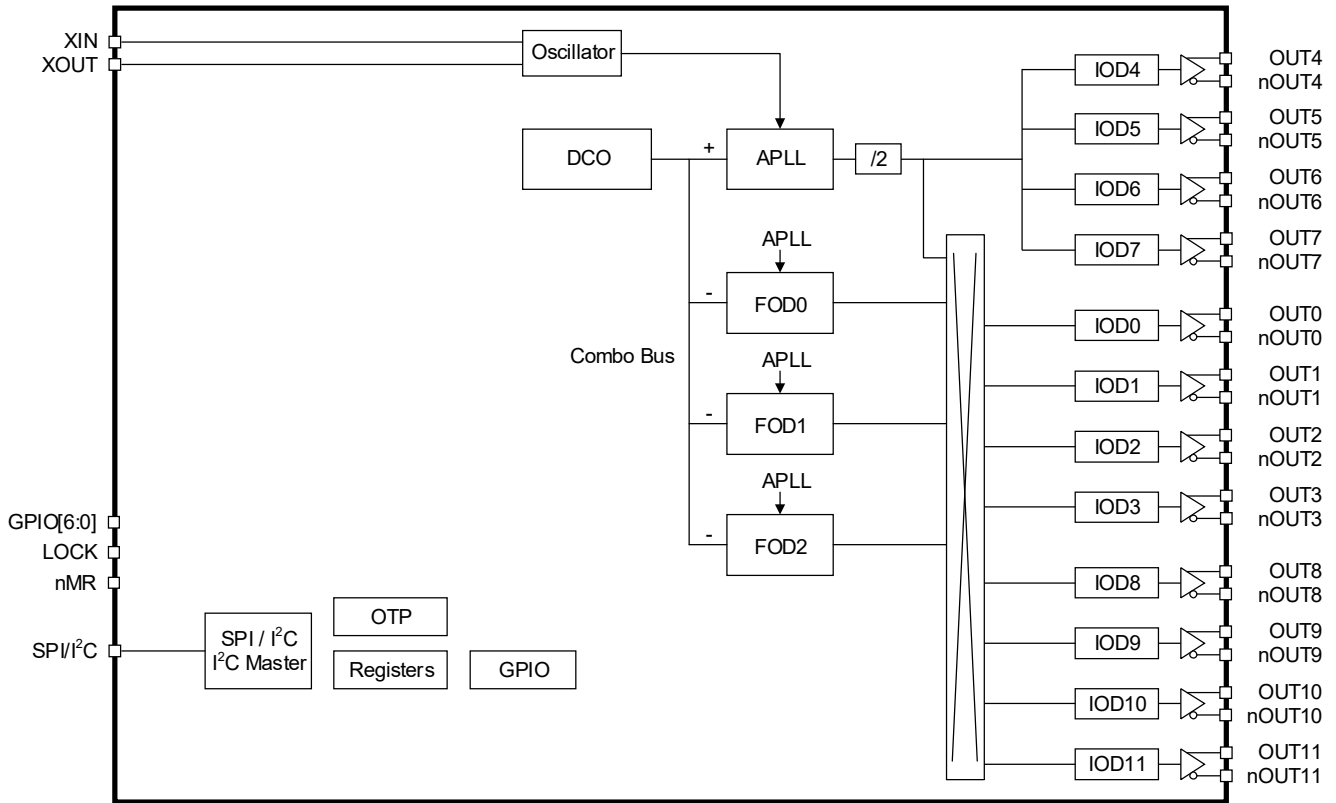 XIN
XOUT
Oscillator
DCO
+
APLL
/2
APLL
-
FOD0
Combo Bus
APLL
-
FOD1
APLL
-
FOD2
GPIO[6:0]
LOCK
nMR
SPI/I²C
SPI / I²C
I²C Master
OTP
Registers
GPIO
IOD4
OUT4
nOUT4
IOD5
OUT5
nOUT5
IOD6
OUT6
nOUT6
IOD7
OUT7
nOUT7
IOD0
OUT0
nOUT0
IOD1
OUT1
nOUT1
IOD2
OUT2
nOUT2
IOD3
OUT3
nOUT3
IOD8
OUT8
nOUT8
IOD9
OUT9
nOUT9
IOD10
OUT10
nOUT10
IOD11
OUT11
nOUT11